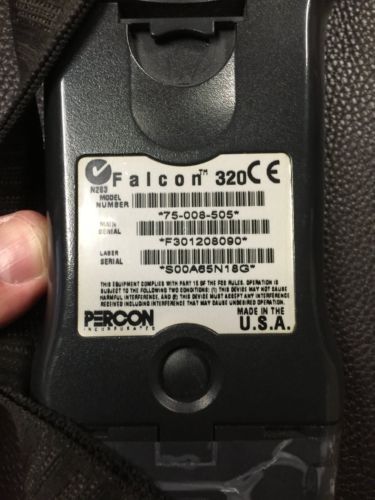 N263
Falcon™ 320 CE
MODEL
NUMBER
*75-008-505*
MAIN
SERIAL
*F301208090*
LASER
SERIAL
*S00A65N18G*
THIS EQUIPMENT COMPLIES WITH PART 15 OF THE FCC RULES. OPERATION IS
SUBJECT TO THE FOLLOWING TWO CONDITIONS: (1) THIS DEVICE MAY NOT CAUSE
HARMFUL INTERFERENCE, AND (2) THIS DEVICE MUST ACCEPT ANY INTERFERENCE
RECEIVED INCLUDING INTERFERENCE THAT MAY CAUSE UNDESIRED OPERATION.
PERCON
INCORPORATED
MADE IN THE
U.S.A.